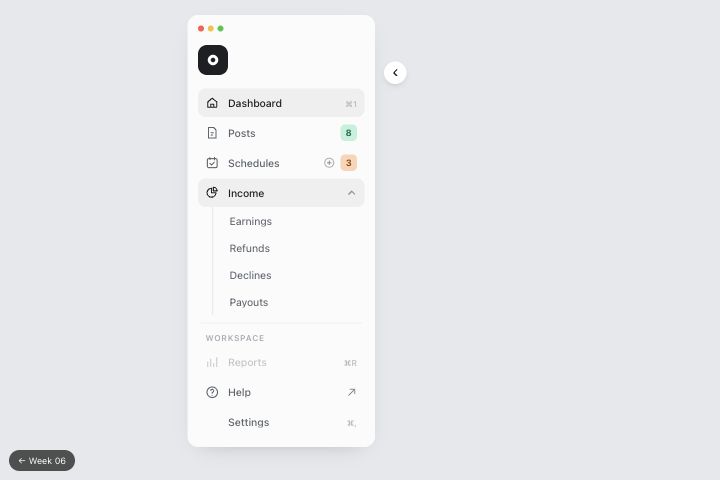 Dashboard ⌘1
Posts 8
Schedules 3
Income
Earnings
Refunds
Declines
Payouts
WORKSPACE
Reports ⌘R
Help
Settings ⌘,
← Week 06